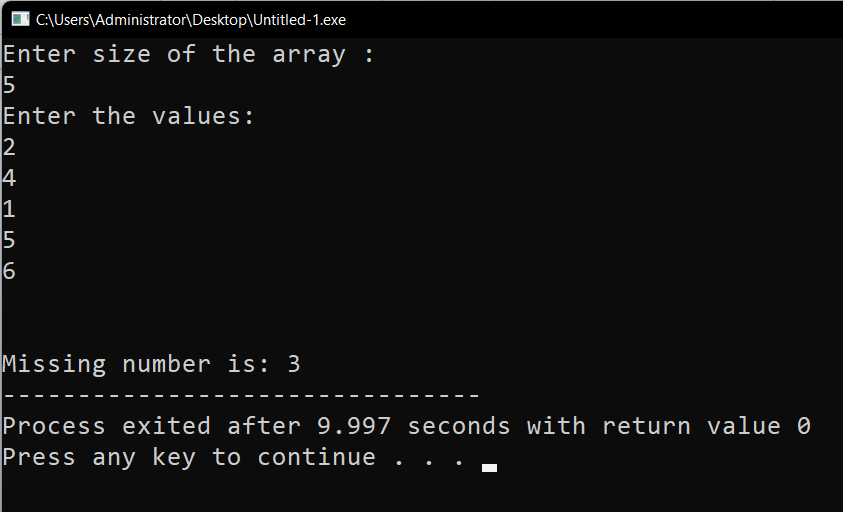 C:\Users\Administrator\Desktop\Untitled-1.exe
Enter size of the array :
5
Enter the values:
2
4
1
5
6
Missing number is: 3
--------------------------------
Process exited after 9.997 seconds with return value 0
Press any key to continue . . .